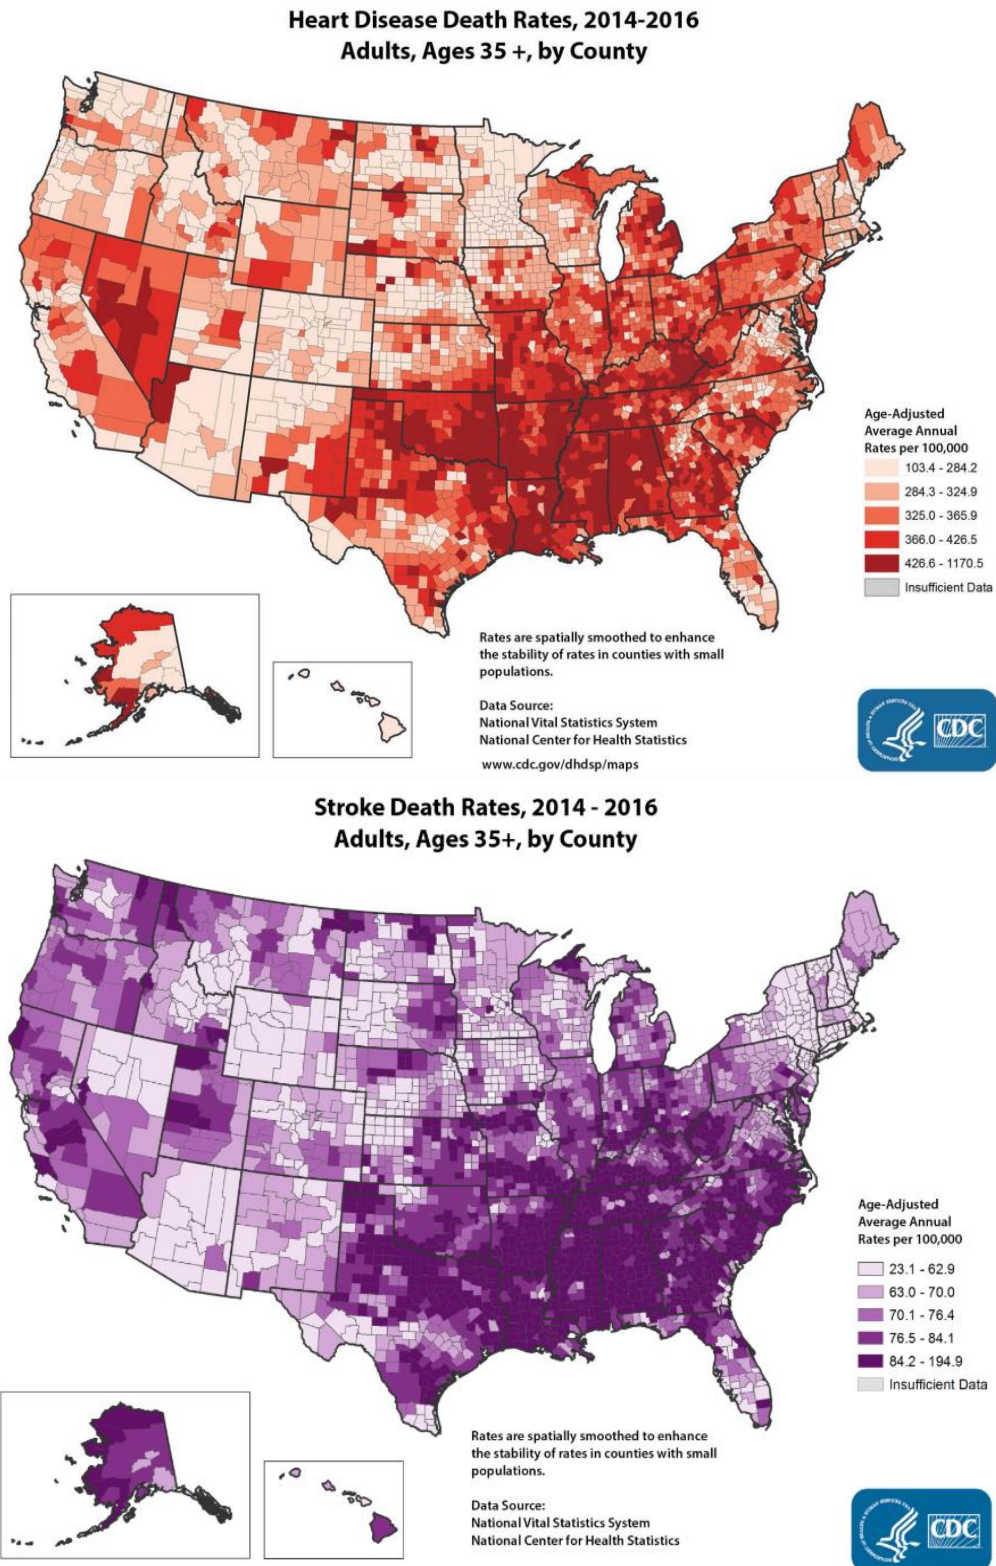 Heart Disease Death Rates, 2014-2016
Adults, Ages 35 +, by County
Age-Adjusted
Average Annual
Rates per 100,000
103.4 - 284.2
284.3 - 324.9
325.0 - 365.9
366.0 - 426.5
426.6 - 1170.5
Insufficient Data
Rates are spatially smoothed to enhance
the stability of rates in counties with small
populations.
Data Source:
National Vital Statistics System
National Center for Health Statistics
www.cdc.gov/dhdsp/maps
CDC
Stroke Death Rates, 2014 - 2016
Adults, Ages 35+, by County
Age-Adjusted
Average Annual
Rates per 100,000
23.1 - 62.9
63.0 - 70.0
70.1 - 76.4
76.5 - 84.1
84.2 - 194.9
Insufficient Data
Rates are spatially smoothed to enhance
the stability of rates in counties with small
populations.
Data Source:
National Vital Statistics System
National Center for Health Statistics
CDC